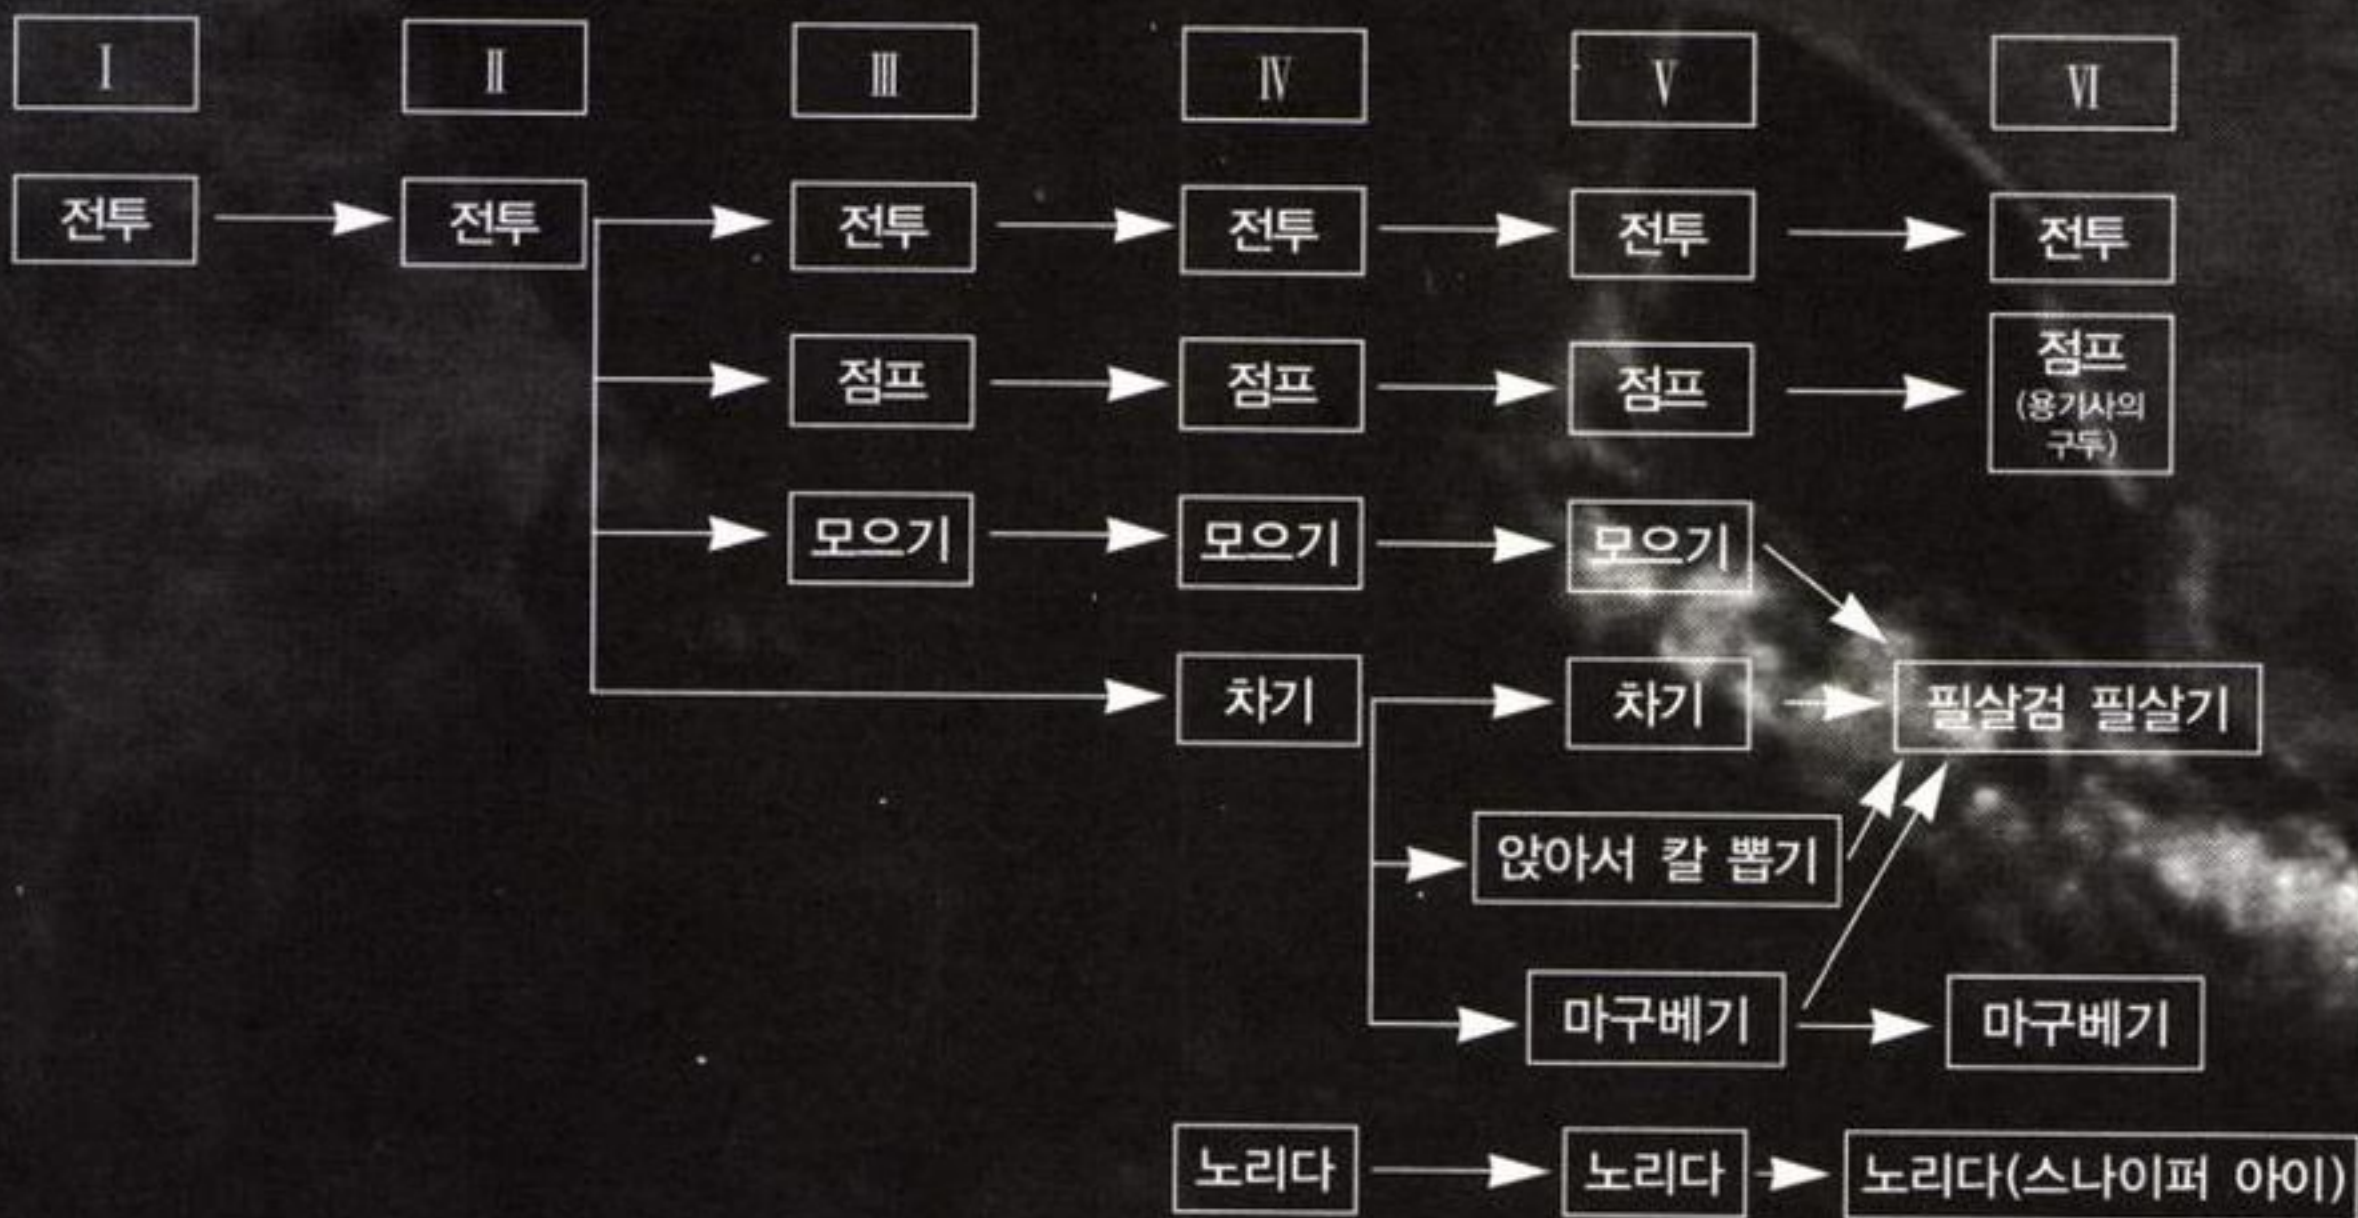 Ⅰ Ⅱ Ⅲ Ⅳ Ⅴ Ⅵ
전투 전투 전투 전투 전투 전투
점프 점프 점프 점프
(용기사의
구두)
모으기 모으기 모으기
차기 차기 필살검 필살기
앉아서 칼 뽑기
마구베기 마구베기
노리다 노리다 노리다(스나이퍼 아이)